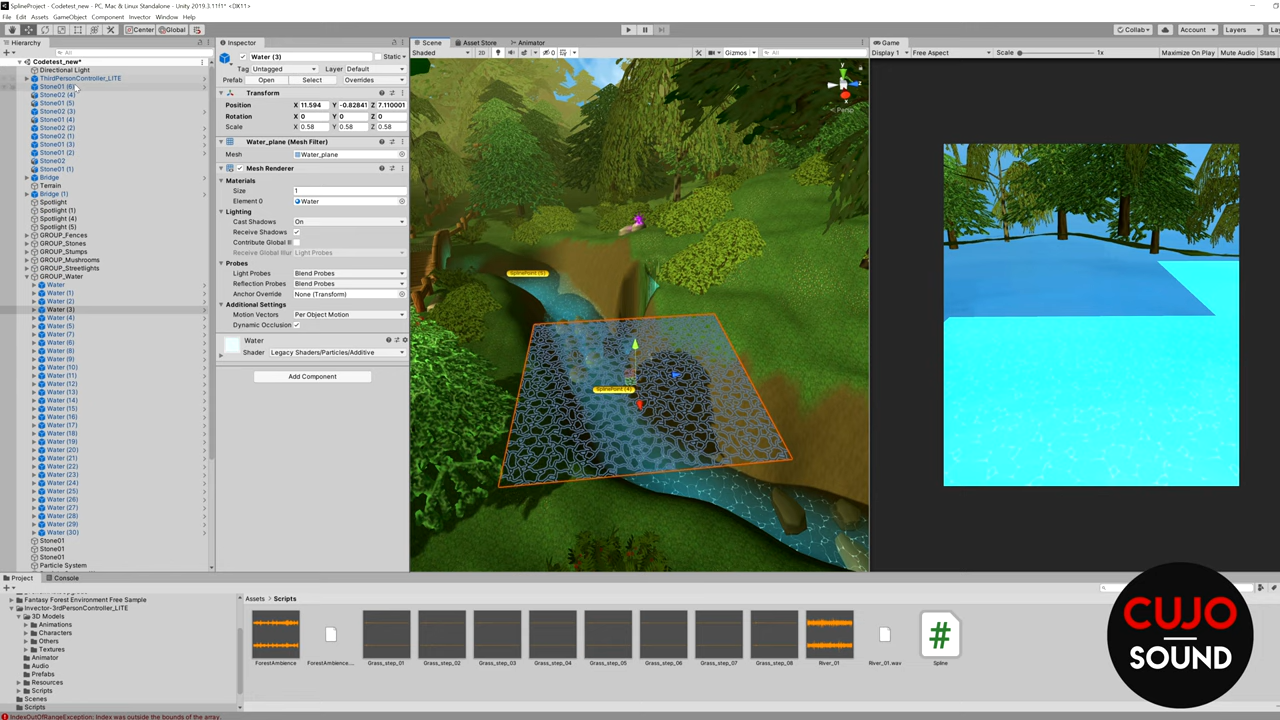 SplineProject - Codetest_new - PC, Mac & Linux Standalone - Unity 2019.3.11f1* <DX11>
File Edit Assets GameObject Component Invector Window Help
Center Global Collab Account Layers
Hierarchy
All
Codetest_new*
Directional Light
ThirdPersonController_LITE
Stone01 (6)
Stone02 (4)
Stone01 (5)
Stone02 (3)
Stone01 (4)
Stone02 (2)
Stone02 (1)
Stone01 (3)
Stone01 (2)
Stone02
Stone01 (1)
Bridge
Terrain
Bridge (1)
Spotlight
Spotlight (1)
Spotlight (4)
Spotlight (5)
GROUP_Fences
GROUP_Stones
GROUP_Stumps
GROUP_Mushrooms
GROUP_Streetlights
GROUP_Water
Water
Water (1)
Water (2)
Water (3)
Water (4)
Water (5)
Water (7)
Water (6)
Water (8)
Water (9)
Water (10)
Water (11)
Water (12)
Water (13)
Water (14)
Water (15)
Water (16)
Water (17)
Water (18)
Water (19)
Water (20)
Water (21)
Water (22)
Water (23)
Water (24)
Water (25)
Water (26)
Water (27)
Water (28)
Water (29)
Water (30)
Stone01
Stone01
Stone01
Particle System
Inspector
Water (3) Static
Tag Untagged Layer Default
Prefab Open Select Overrides
Transform
Position X 11.594 Y -0.82841 Z 7.110001
Rotation X 0 Y 0 Z 0
Scale X 0.58 Y 0.58 Z 0.58
Water_plane (Mesh Filter)
Mesh Water_plane
Mesh Renderer
Materials
Size 1
Element 0 Water
Lighting
Cast Shadows On
Receive Shadows
Contribute Global Il
Receive Global Illur Light Probes
Probes
Light Probes Blend Probes
Reflection Probes Blend Probes
Anchor Override None (Transform)
Additional Settings
Motion Vectors Per Object Motion
Dynamic Occlusion
Water
Shader Legacy Shaders/Particles/Additive
Add Component
Scene Asset Store Animator
Shaded 2D 0 Gizmos All
y
z
Persp
SplinePoint (5)
SplinePoint (4)
Game
Display 1 Free Aspect Scale 1x Maximize On Play Mute Audio Stats
Project Console
Fantasy Forest Environment Free Sample
Invector-3rdPersonController_LITE
3D Models
Animations
Characters
Others
Textures
Animator
Audio
Prefabs
Resources
Scripts
Scenes
Scripts
Assets > Scripts
ForestAmbience ForestAmbience... Grass_step_01 Grass_step_02 Grass_step_03 Grass_step_04 Grass_step_05 Grass_step_06 Grass_step_07 Grass_step_08 River_01 River_01.wav Spline
#
CUJO
SOUND
IndexOutOfRangeException: Index was outside the bounds of the array.